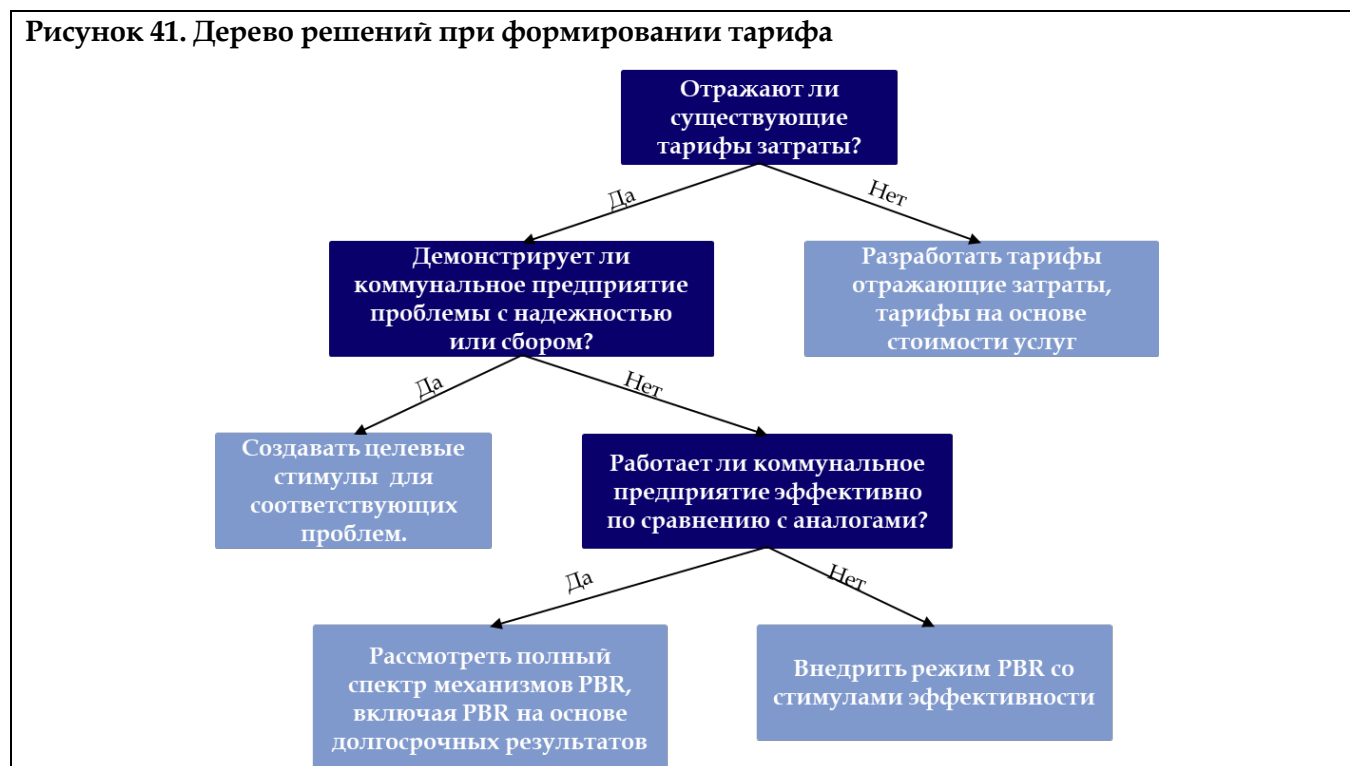 Рисунок 41. Дерево решений при формировании тарифа
Отражают ли
существующие
тарифы затраты?
Да
Нет
Демонстрирует ли
коммунальное предприятие
проблемы с надежностью
или сбором?
Разработать тарифы
отражающие затраты,
тарифы на основе
стоимости услуг
Да
Нет
Создавать целевые
стимулы для
соответствующих
проблем.
Работает ли коммунальное
предприятие эффективно
по сравнению с аналогами?
Да
Нет
Рассмотреть полный
спектр механизмов PBR,
включая PBR на основе
долгосрочных результатов
Внедрить режим PBR со
стимулами эффективности